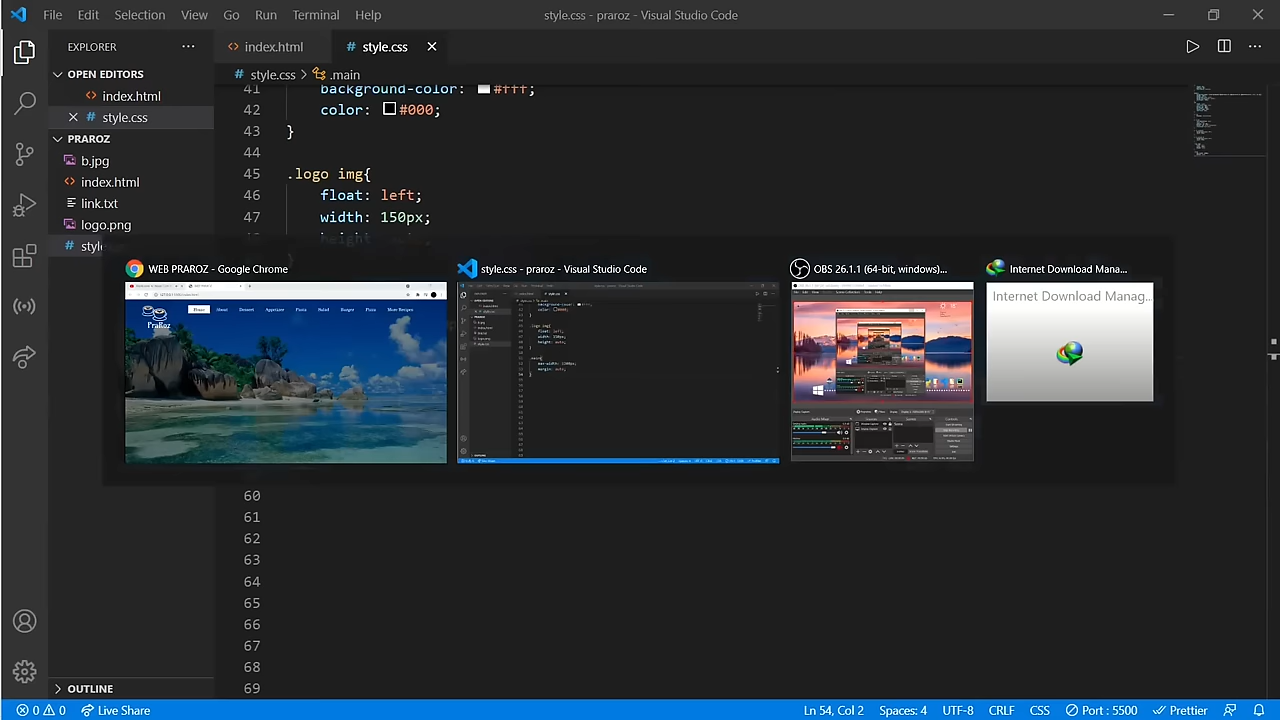 File Edit Selection View Go Run Terminal Help style.css - praroz - Visual Studio Code
EXPLORER
index.html
style.css
OPEN EDITORS
style.css > .main
index.html
style.css
PRAROZ
b.jpg
index.html
link.txt
logo.png
41 background-color: #fff;
42 color: #000;
43 }
44
45 .logo img{
46 float: left;
47 width: 150px;
WEB PRAROZ - Google Chrome
style.css - praroz - Visual Studio Code
OBS 26.1.1 (64-bit, windows)...
Internet Download Mana...
Internet Download Manag...
PraRoz
60
61
62
63
64
65
66
67
68
69
OUTLINE
0 0 Live Share Ln 54, Col 2 Spaces: 4 UTF-8 CRLF CSS Port : 5500 Prettier